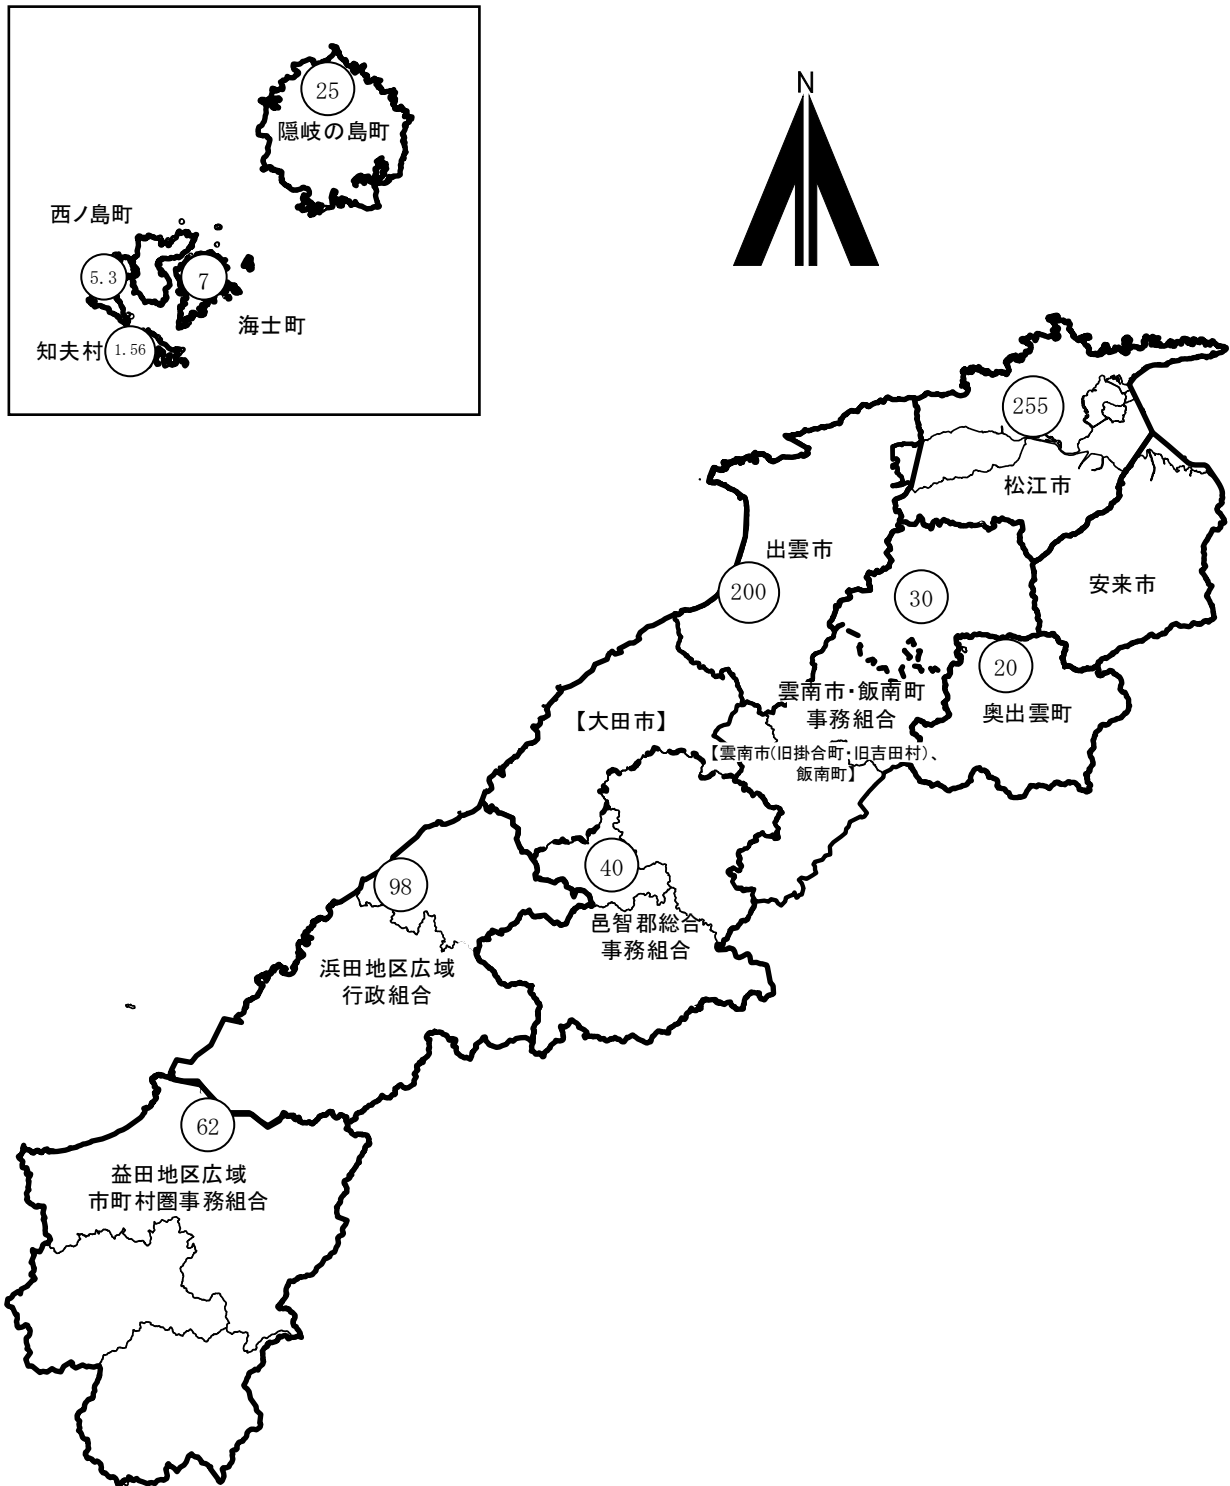 25
隠岐の島町
西ノ島町
5.3
7
海士町
知夫村
1.56
N
255
松江市
出雲市
200
30
安来市
20
雲南市・飯南町
事務組合
奥出雲町
【大田市】
【雲南市(旧掛合町・旧吉田村)、
飯南町】
40
98
邑智郡総合
事務組合
浜田地区広域
行政組合
62
益田地区広域
市町村圏事務組合